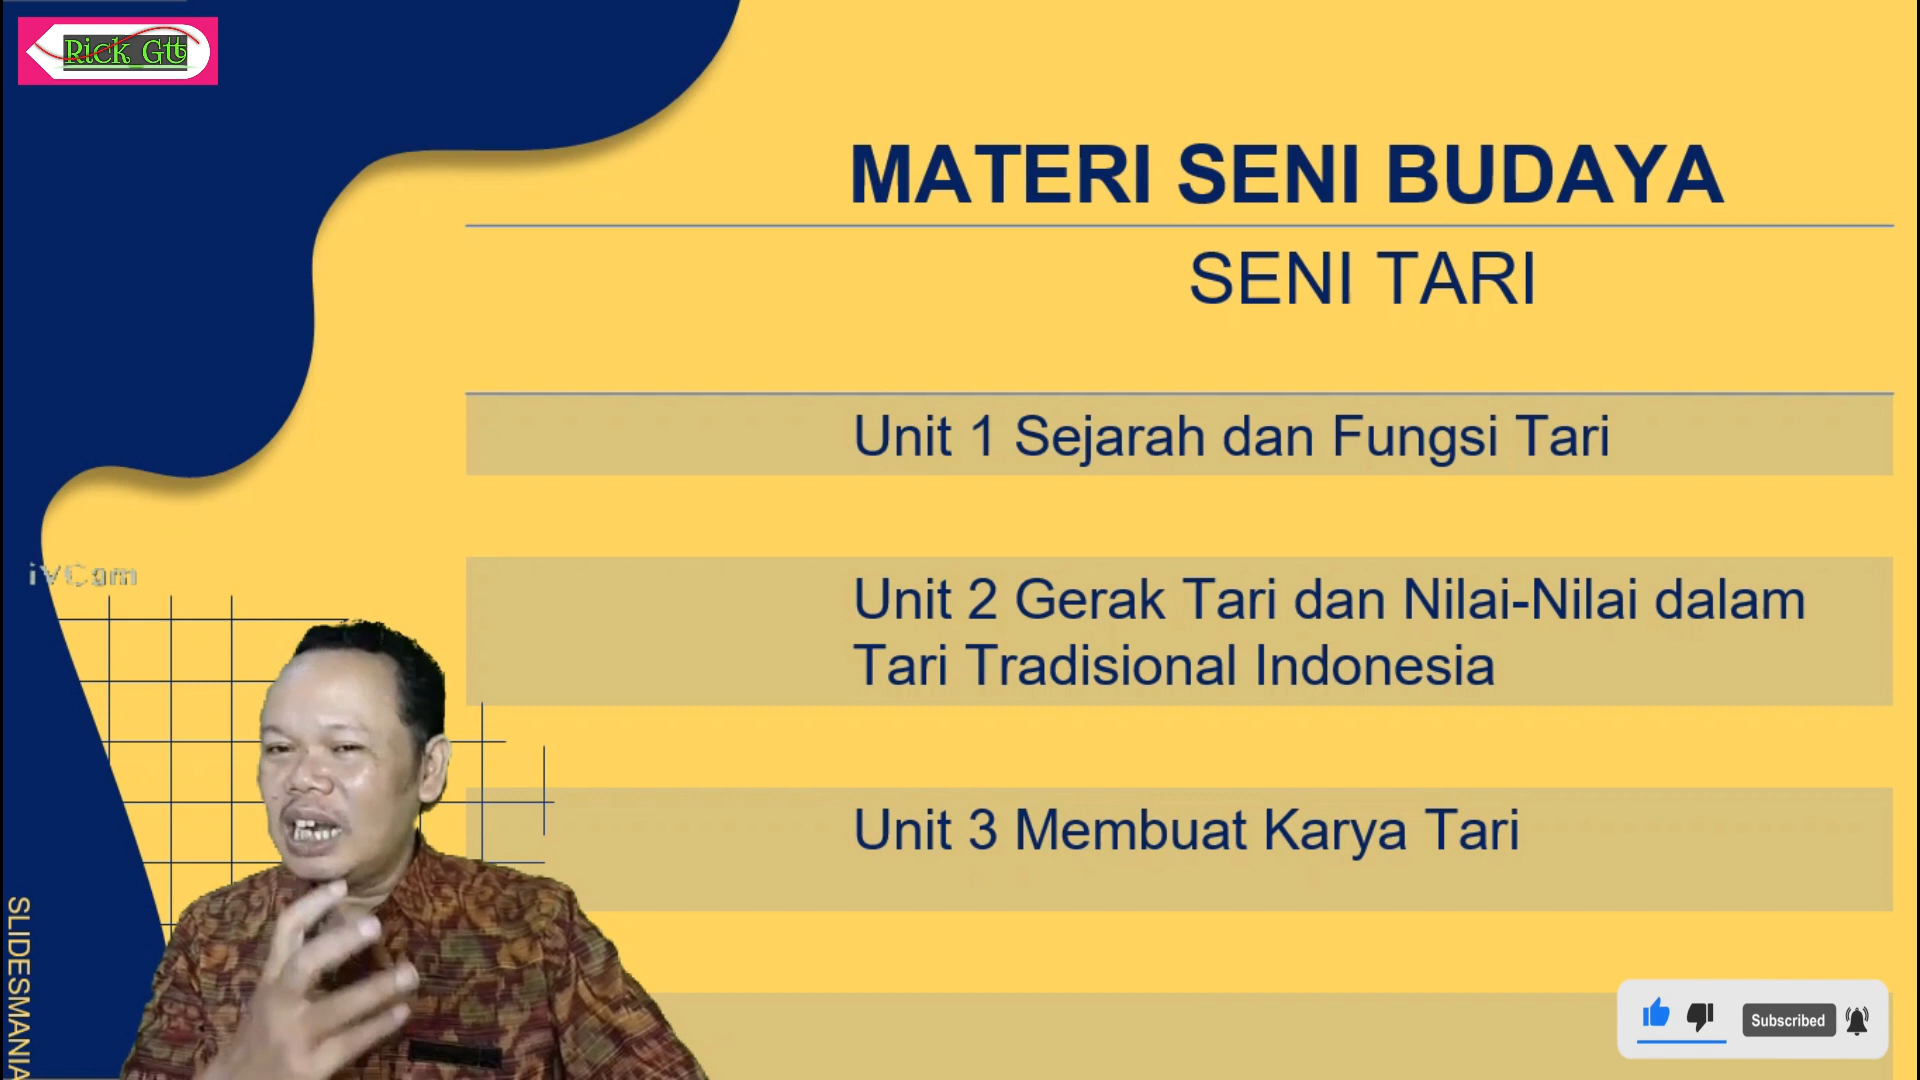 Rick Gtt
MATERI SENI BUDAYA
SENI TARI
Unit 1 Sejarah dan Fungsi Tari
Unit 2 Gerak Tari dan Nilai-Nilai dalam
Tari Tradisional Indonesia
Unit 3 Membuat Karya Tari
iVCam
SLIDESMANIA
Subscribed